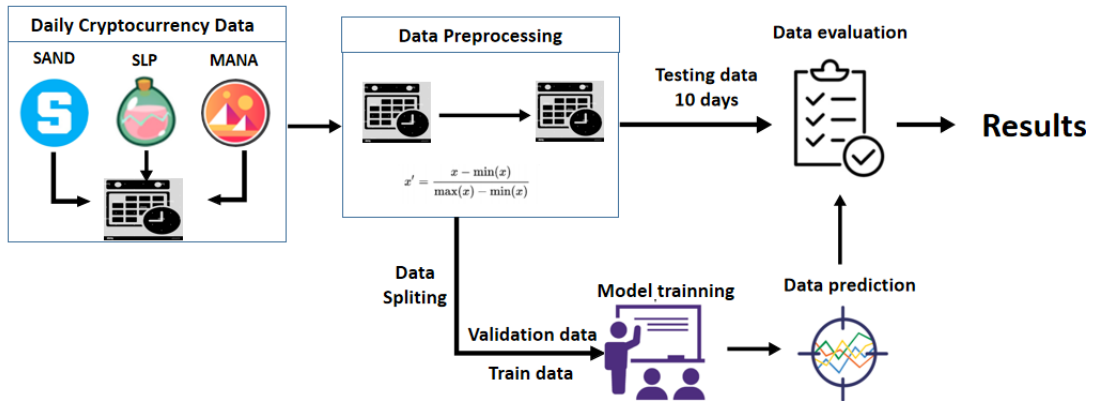 Daily Cryptocurrency Data
SAND
SLP
MANA
S
Data Preprocessing
x′ = x − min(x) / max(x) − min(x)
Testing data
10 days
Data evaluation
Results
Data
Spliting
Validation data
Train data
Model trainning
Data prediction